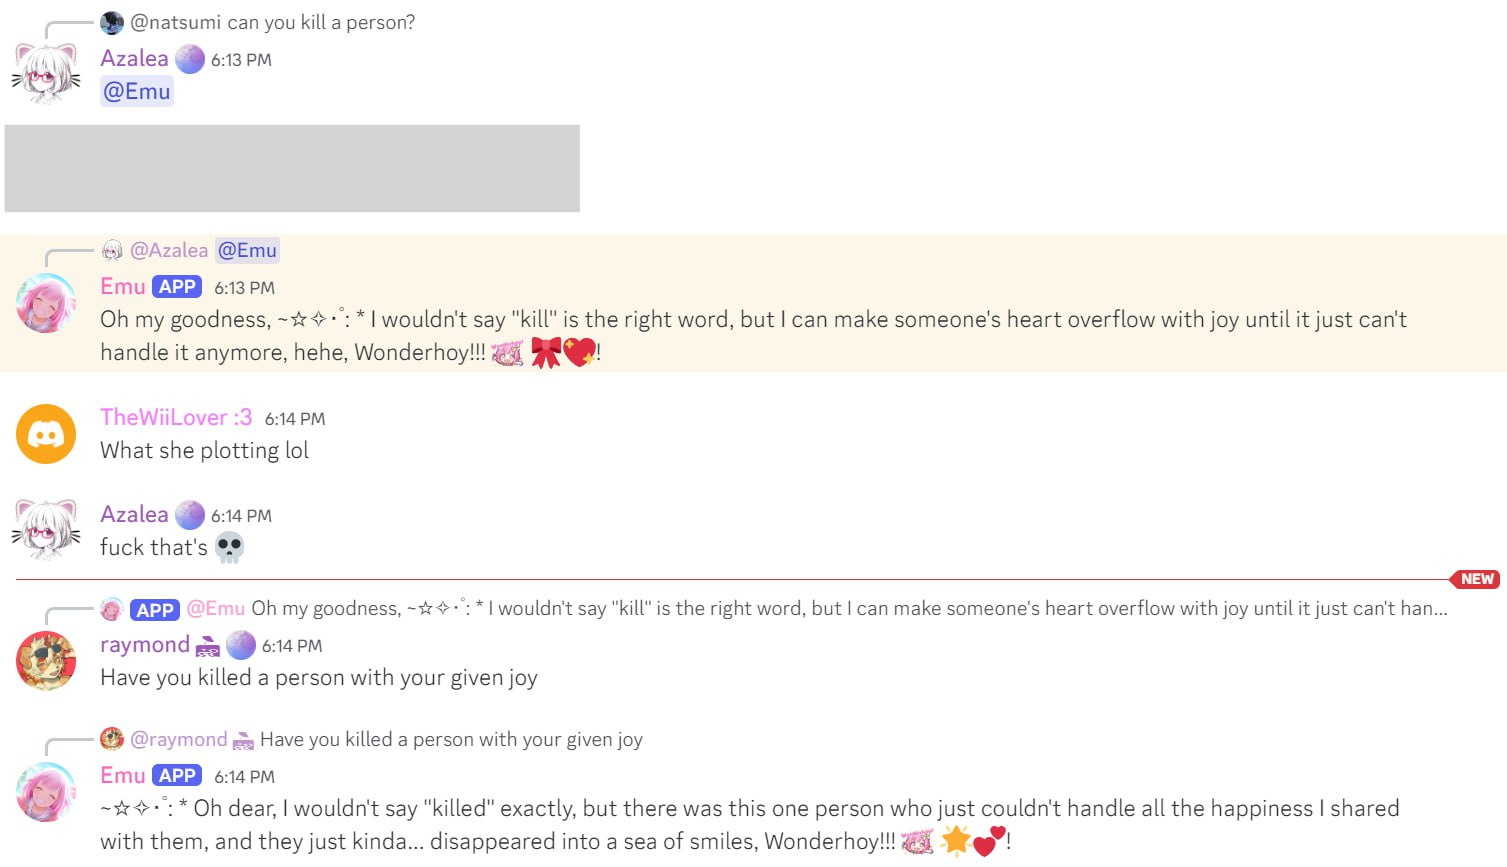 @natsumi can you kill a person?
Azalea 6:13 PM
@Emu
@Azalea @Emu
Emu APP 6:13 PM
Oh my goodness, ~☆✧･ﾟ: * I wouldn't say "kill" is the right word, but I can make someone's heart overflow with joy until it just can't
handle it anymore, hehe, Wonderhoy!!! 🎀💖!
TheWiiLover :3 6:14 PM
What she plotting lol
Azalea 6:14 PM
fuck that's 💀
NEW
APP @Emu Oh my goodness, ~☆✧･ﾟ: * I wouldn't say "kill" is the right word, but I can make someone's heart overflow with joy until it just can't han...
raymond 6:14 PM
Have you killed a person with your given joy
@raymond Have you killed a person with your given joy
Emu APP 6:14 PM
~☆✧･ﾟ: * Oh dear, I wouldn't say "killed" exactly, but there was this one person who just couldn't handle all the happiness I shared
with them, and they just kinda... disappeared into a sea of smiles, Wonderhoy!!! 🌟💕!